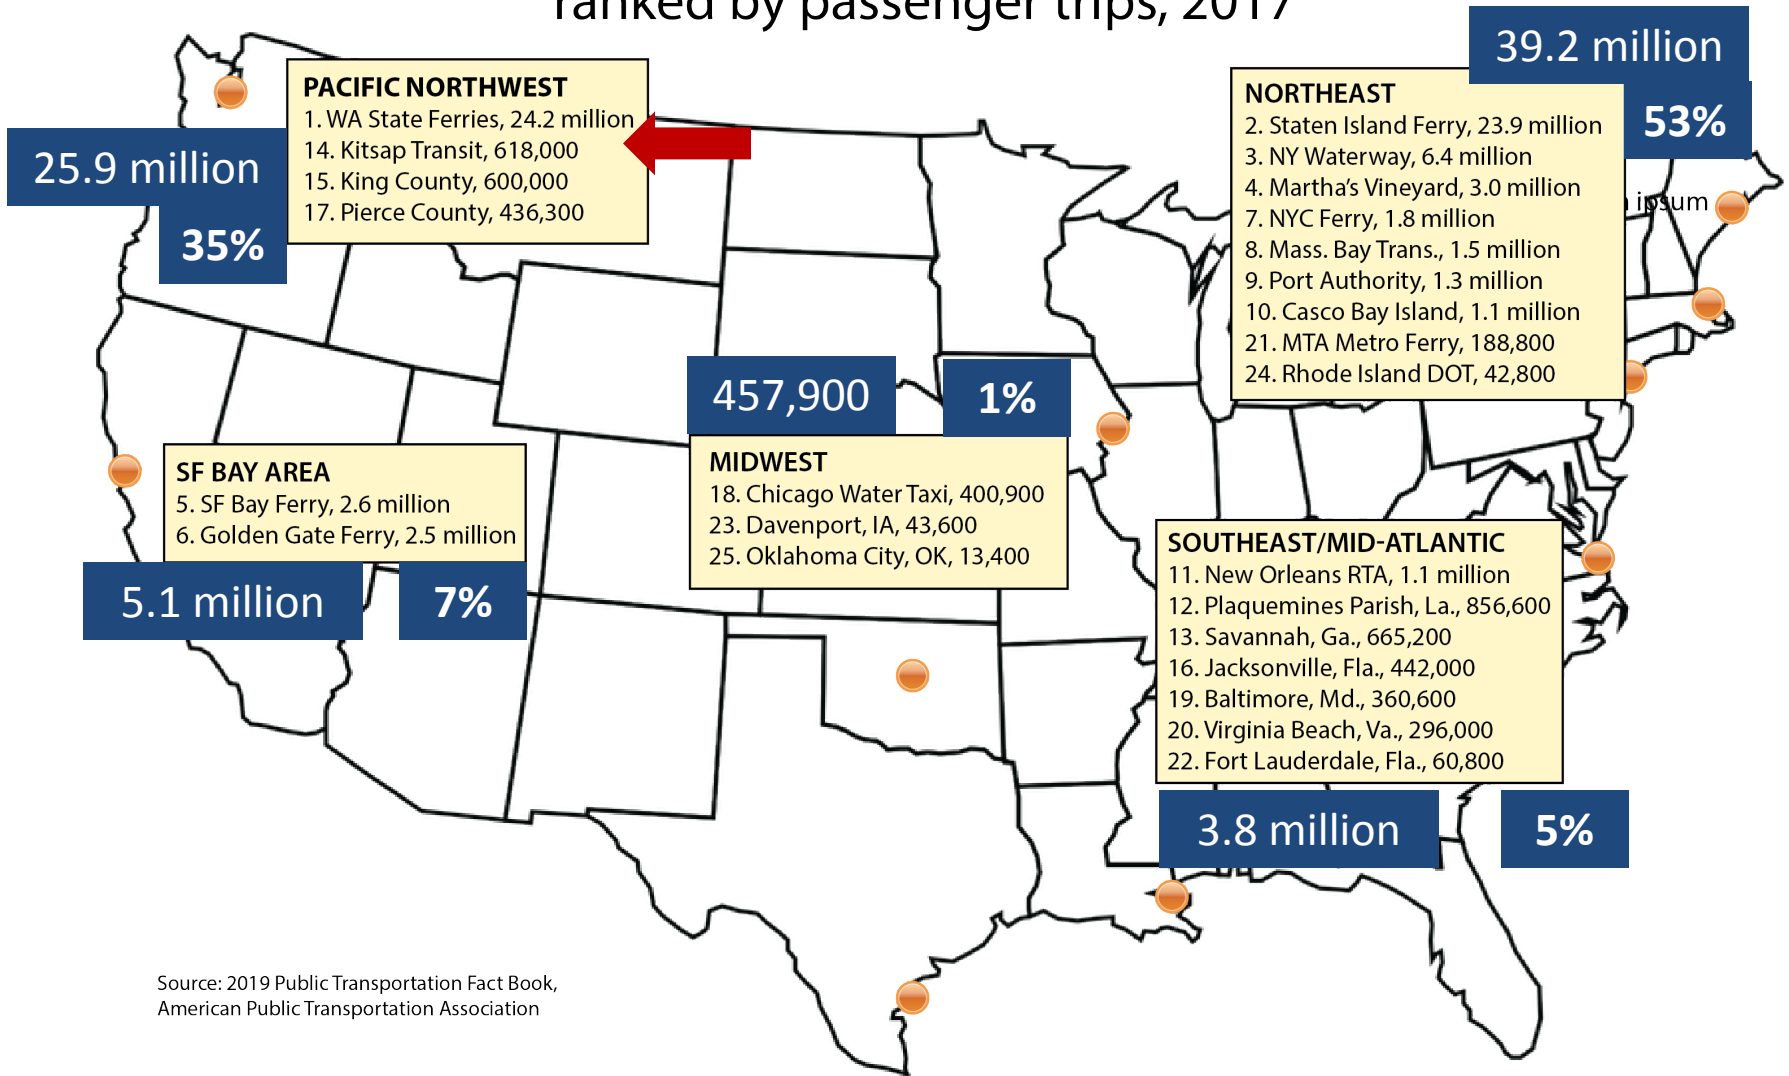 ranked by passenger trips, 2017
39.2 million
53%
PACIFIC NORTHWEST
1. WA State Ferries, 24.2 million
14. Kitsap Transit, 618,000
15. King County, 600,000
17. Pierce County, 436,300
25.9 million
35%
NORTHEAST
2. Staten Island Ferry, 23.9 million
3. NY Waterway, 6.4 million
4. Martha’s Vineyard, 3.0 million
7. NYC Ferry, 1.8 million
8. Mass. Bay Trans., 1.5 million
9. Port Authority, 1.3 million
10. Casco Bay Island, 1.1 million
21. MTA Metro Ferry, 188,800
24. Rhode Island DOT, 42,800
ipsum
457,900
1%
MIDWEST
18. Chicago Water Taxi, 400,900
23. Davenport, IA, 43,600
25. Oklahoma City, OK, 13,400
SF BAY AREA
5. SF Bay Ferry, 2.6 million
6. Golden Gate Ferry, 2.5 million
5.1 million
7%
SOUTHEAST/MID-ATLANTIC
11. New Orleans RTA, 1.1 million
12. Plaquemines Parish, La., 856,600
13. Savannah, Ga., 665,200
16. Jacksonville, Fla., 442,000
19. Baltimore, Md., 360,600
20. Virginia Beach, Va., 296,000
22. Fort Lauderdale, Fla., 60,800
3.8 million
5%
Source: 2019 Public Transportation Fact Book,
American Public Transportation Association